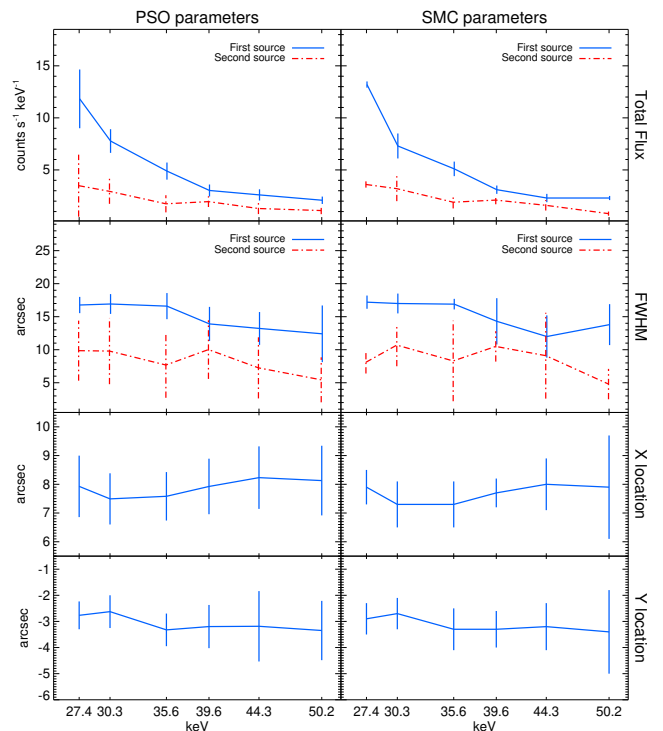 PSO parameters
SMC parameters
First source
Second source
First source
Second source
15
10
5
counts s⁻¹ keV⁻¹
Total Flux
First source
Second source
First source
Second source
25
20
15
10
5
arcsec
FWHM
10
9
8
7
6
arcsec
X location
-1
-2
-3
-4
-5
-6
arcsec
Y location
27.4 30.3 35.6 39.6 44.3 50.2
27.4 30.3 35.6 39.6 44.3 50.2
keV
keV